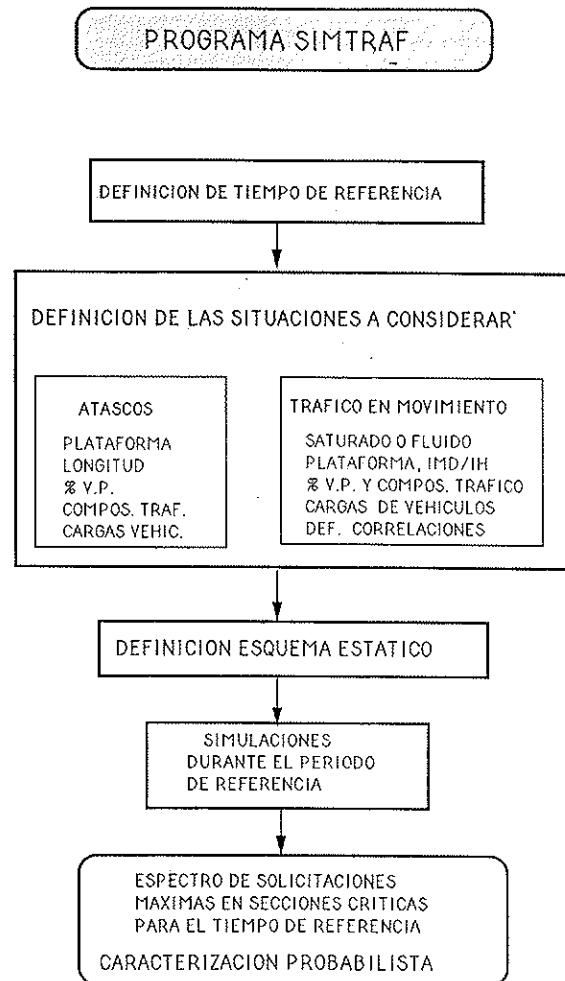 PROGRAMA SIMTRAF
DEFINICION DE TIEMPO DE REFERENCIA
DEFINICION DE LAS SITUACIONES A CONSIDERAR
ATASCOS
PLATAFORMA
LONGITUD
% V.P.
COMPOS. TRAF.
CARGAS VEHIC.
TRAFICO EN MOVIMIENTO
SATURADO O FLUIDO
PLATAFORMA, IMD/IH
% V.P. Y COMPOS. TRAFICO
CARGAS DE VEHICULOS
DEF. CORRELACIONES
DEFINICION ESQUEMA ESTATICO
SIMULACIONES
DURANTE EL PERIODO
DE REFERENCIA
ESPECTRO DE SOLICITACIONES
MAXIMAS EN SECCIONES CRITICAS
PARA EL TIEMPO DE REFERENCIA
CARACTERIZACION PROBABILISTA